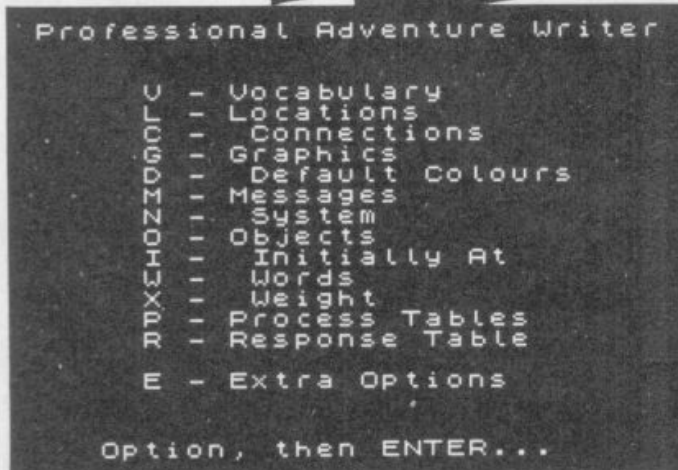 Professional Adventure Writer
V - Vocabulary
L - Locations
C - Connections
G - Graphics
D - Default Colours
M - Messages
N - System
O - Objects
I - Initially At
W - Words
X - Weight
P - Process Tables
R - Response Table
E - Extra Options
Option, then ENTER...